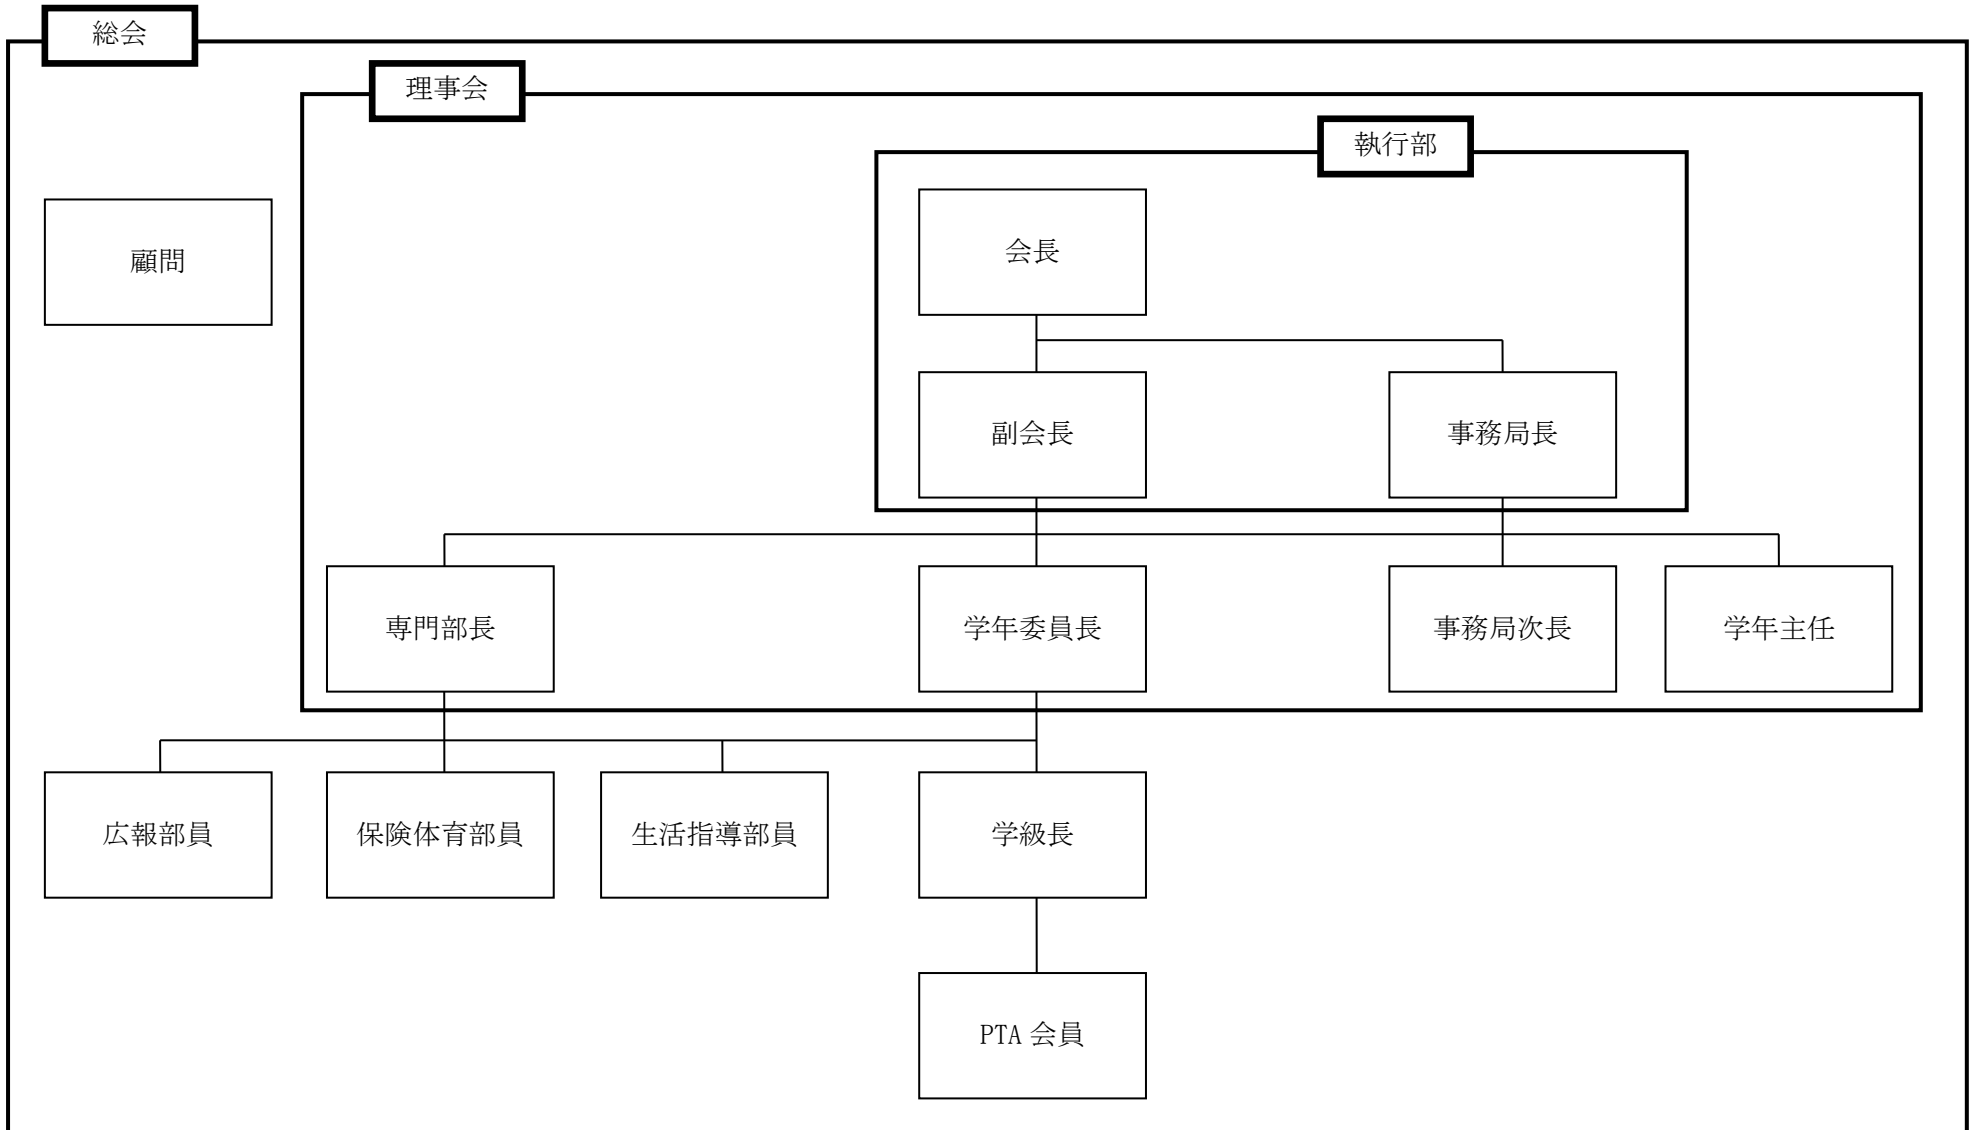 総会
理事会
執行部
顧問
会長
副会長
事務局長
専門部長
学年委員長
事務局次長
学年主任
広報部員
保険体育部員
生活指導部員
学級長
PTA 会員